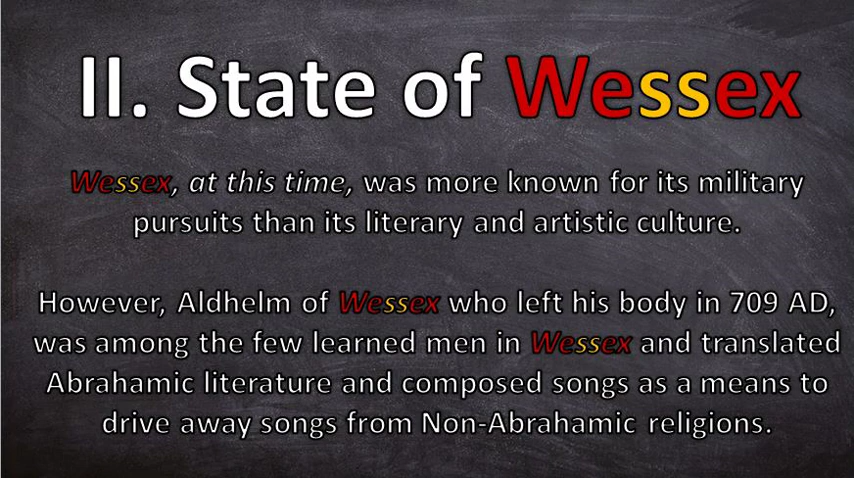 II. State of Wessex
Wessex, at this time, was more known for its military
pursuits than its literary and artistic culture.
However, Aldhelm of Wessex who left his body in 709 AD,
was among the few learned men in Wessex and translated
Abrahamic literature and composed songs as a means to
drive away songs from Non-Abrahamic religions.